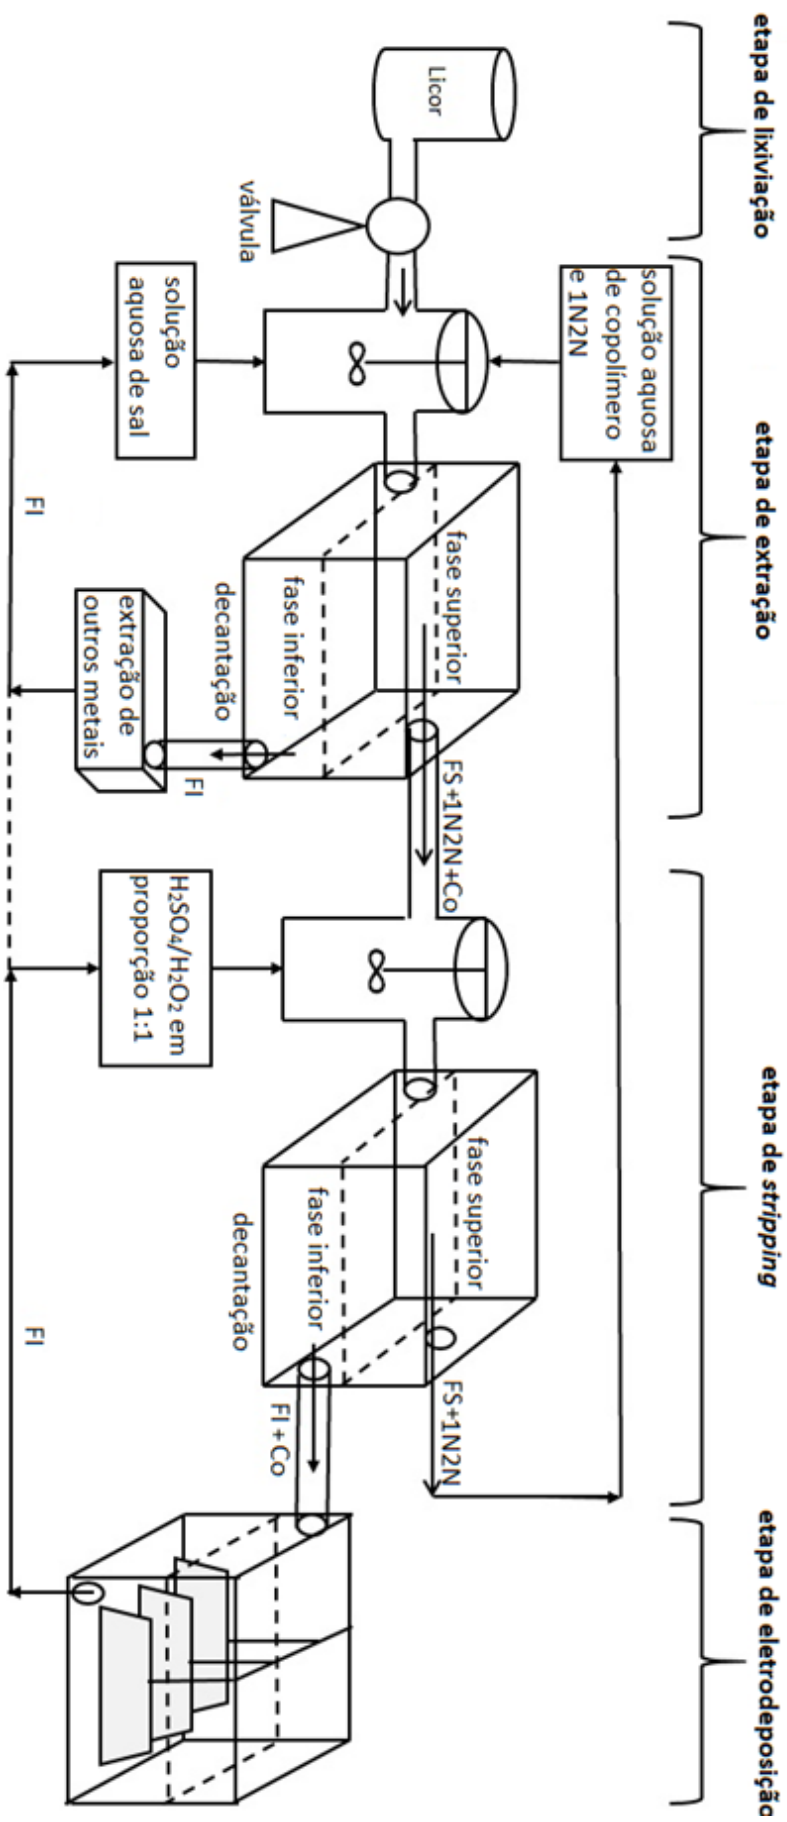 etapa de lixiviação
etapa de extração
etapa de stripping
etapa de eletrodeposição
Licor
válvula
solução aquosa
de copolímero
e 1N2N
solução
aquosa de sal
fase superior
fase inferior
decantação
FI
extração de
outros metais
FI
FS+1N2N+Co
H₂SO₄/H₂O₂ em
proporção 1:1
fase superior
fase inferior
decantação
FS+1N2N
FI+Co
FI